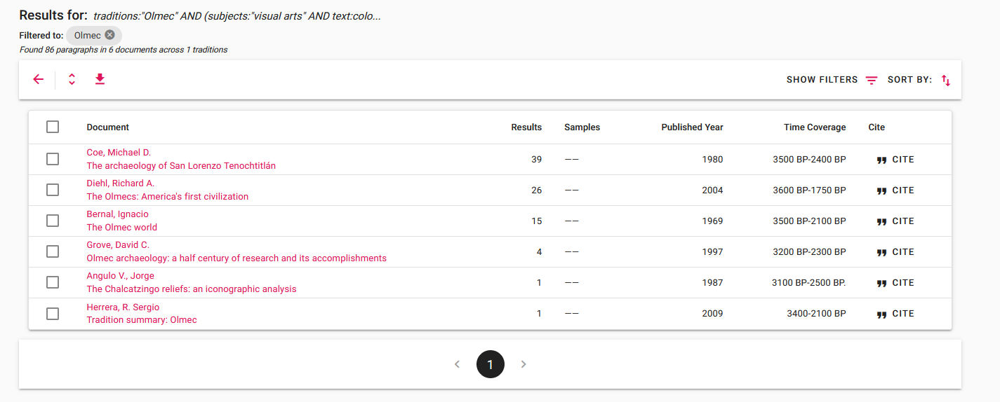 Results for: traditions:"Olmec" AND (subjects:"visual arts" AND text:colo...
Filtered to: Olmec
Found 86 paragraphs in 6 documents across 1 traditions
SHOW FILTERS SORT BY:
Document Results Samples Published Year Time Coverage Cite
Coe, Michael D.
The archaeology of San Lorenzo Tenochtitlán 39 –– 1980 3500 BP-2400 BP CITE
Diehl, Richard A.
The Olmecs: America's first civilization 26 –– 2004 3600 BP-1750 BP CITE
Bernal, Ignacio
The Olmec world 15 –– 1969 3500 BP-2100 BP CITE
Grove, David C.
Olmec archaeology: a half century of research and its accomplishments 4 –– 1997 3200 BP-2300 BP CITE
Angulo V., Jorge
The Chalcatzingo reliefs: an iconographic analysis 1 –– 1987 3100 BP-2500 BP. CITE
Herrera, R. Sergio
Tradition summary: Olmec 1 –– 2009 3400-2100 BP CITE
1